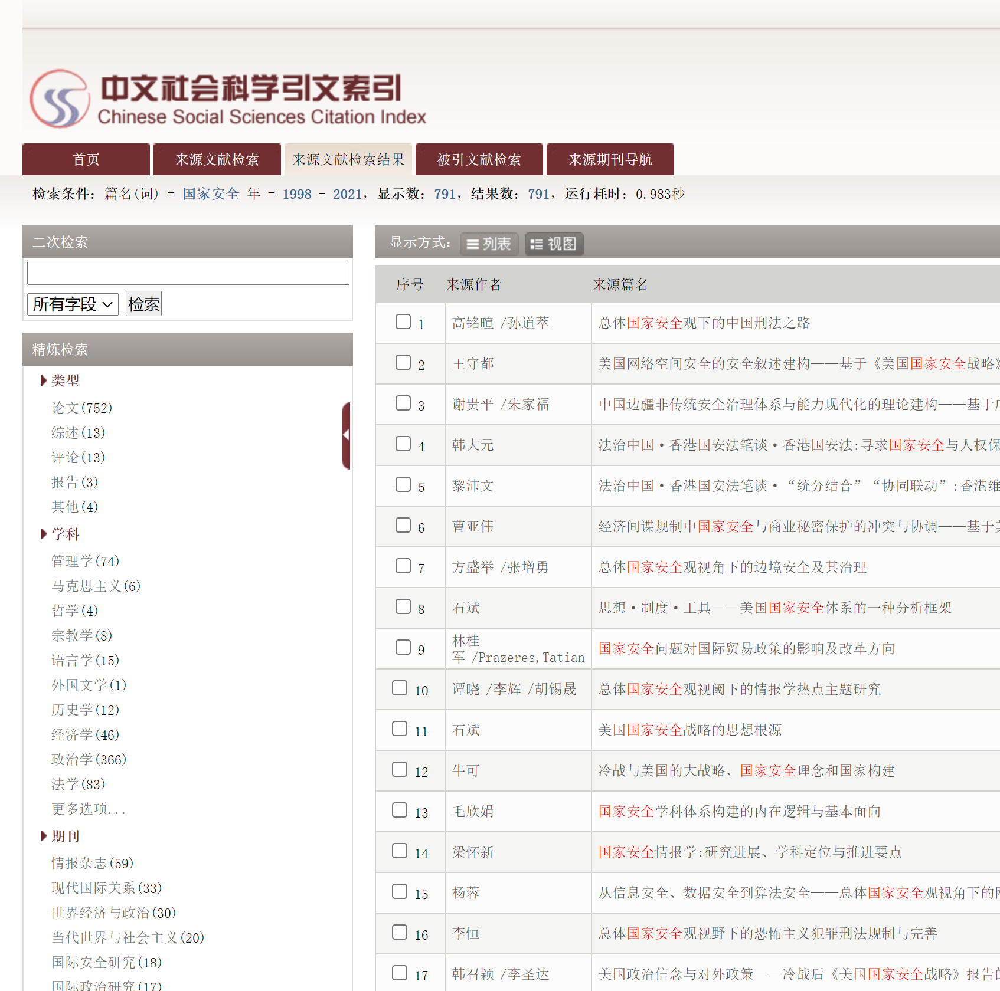 中文社会科学引文索引
Chinese Social Sciences Citation Index
首页 来源文献检索 来源文献检索结果 被引文献检索 来源期刊导航
检索条件：篇名(词) = 国家安全 年 = 1998 - 2021，显示数：791，结果数：791，运行耗时：0.983秒
二次检索
所有字段 检索
精炼检索
类型
论文(752)
综述(13)
评论(13)
报告(3)
其他(4)
学科
管理学(74)
马克思主义(6)
哲学(4)
宗教学(8)
语言学(15)
外国文学(1)
历史学(12)
经济学(46)
政治学(366)
法学(83)
更多选项...
期刊
情报杂志(59)
现代国际关系(33)
世界经济与政治(30)
当代世界与社会主义(20)
国际安全研究(18)
国际政治研究(17)
显示方式： 列表 视图
序号 来源作者 来源篇名
1 高铭暄 /孙道萃 总体国家安全观下的中国刑法之路
2 王守都 美国网络空间安全的安全叙述建构——基于《美国国家安全战略》
3 谢贵平 /朱家福 中国边疆非传统安全治理体系与能力现代化的理论建构——基于
4 韩大元 法治中国·香港国安法笔谈·香港国安法:寻求国家安全与人权保
5 黎沛文 法治中国·香港国安法笔谈·“统分结合”“协同联动”:香港维
6 曹亚伟 经济间谍规制中国家安全与商业秘密保护的冲突与协调——基于
7 方盛举 /张增勇 总体国家安全观视角下的边境安全及其治理
8 石斌 思想·制度·工具——美国国家安全体系的一种分析框架
9 林桂
军 /Prazeres,Tatian 国家安全问题对国际贸易政策的影响及改革方向
10 谭晓 /李辉 /胡锡晟 总体国家安全观视阈下的情报学热点主题研究
11 石斌 美国国家安全战略的思想根源
12 牛可 冷战与美国的大战略、国家安全理念和国家构建
13 毛欣娟 国家安全学科体系构建的内在逻辑与基本面向
14 梁怀新 国家安全情报学:研究进展、学科定位与推进要点
15 杨蓉 从信息安全、数据安全到算法安全——总体国家安全观视角下的
16 李恒 总体国家安全观视野下的恐怖主义犯罪刑法规制与完善
17 韩召颖 /李圣达 美国政治信念与对外政策——冷战后《美国国家安全战略》报告